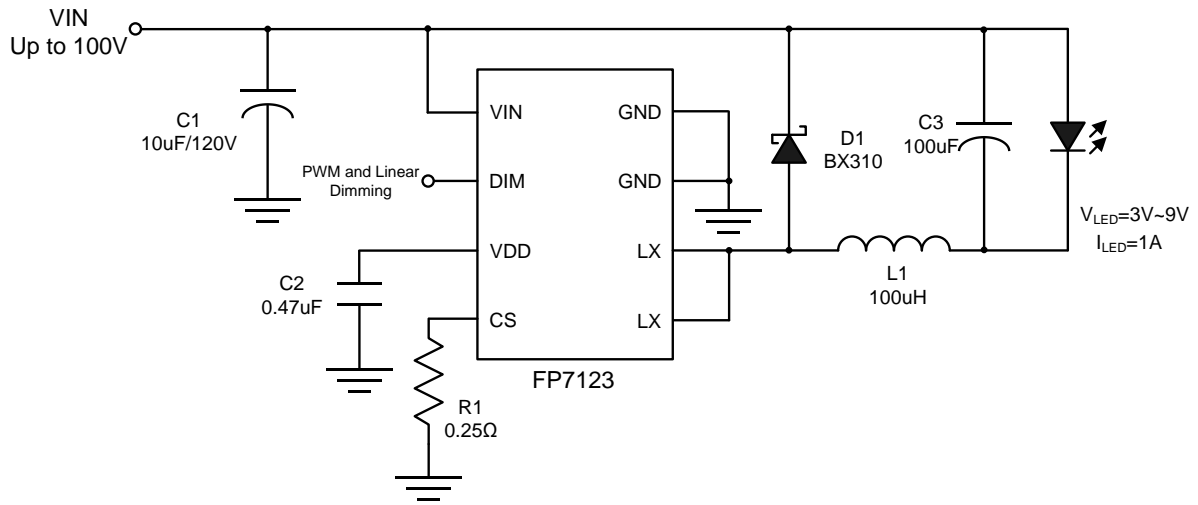 VIN
Up to 100V
C1
10uF/120V
VIN
DIM
VDD
CS
GND
GND
LX
LX
PWM and Linear
Dimming
C2
0.47uF
R1
0.25Ω
FP7123
D1
BX310
C3
100uF
L1
100uH
VLED=3V~9V
ILED=1A